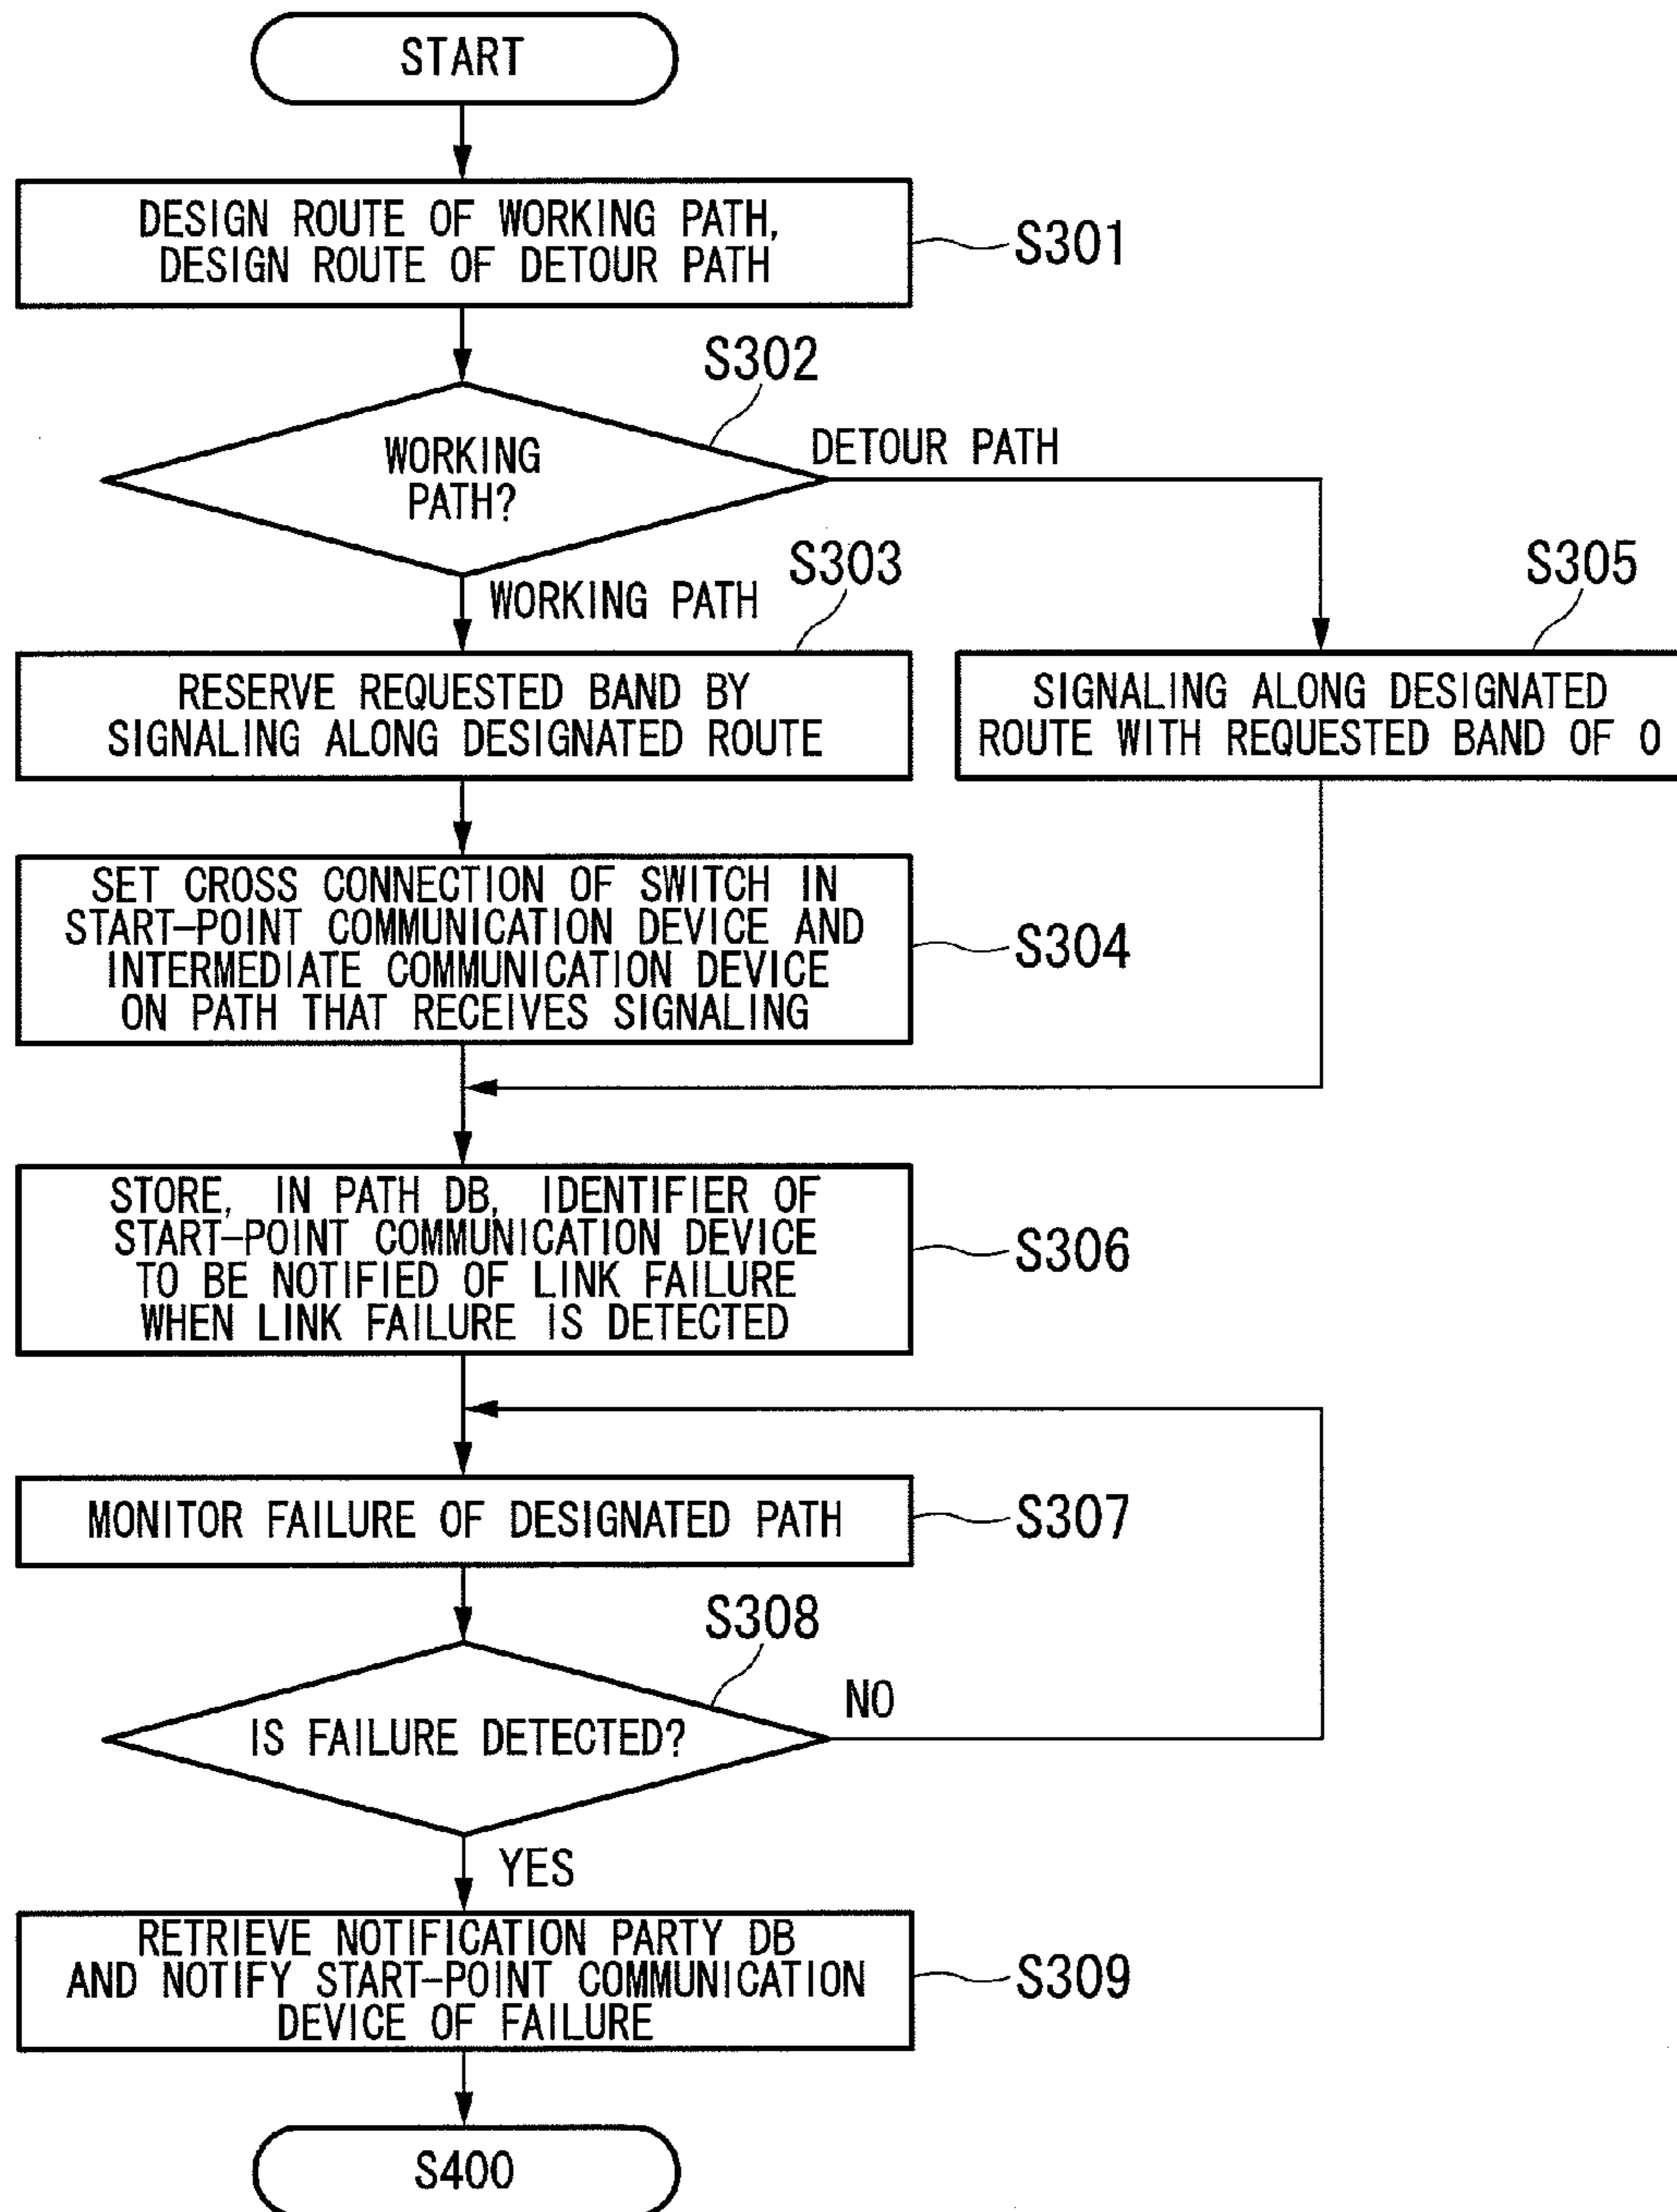 START
DESIGN ROUTE OF WORKING PATH,
DESIGN ROUTE OF DETOUR PATH
S301
S302
WORKING
PATH?
DETOUR PATH
WORKING PATH
S303
S305
RESERVE REQUESTED BAND BY
SIGNALING ALONG DESIGNATED ROUTE
SIGNALING ALONG DESIGNATED
ROUTE WITH REQUESTED BAND OF 0
SET CROSS CONNECTION OF SWITCH IN
START-POINT COMMUNICATION DEVICE AND
INTERMEDIATE COMMUNICATION DEVICE
ON PATH THAT RECEIVES SIGNALING
S304
STORE, IN PATH DB, IDENTIFIER OF
START-POINT COMMUNICATION DEVICE
TO BE NOTIFIED OF LINK FAILURE
WHEN LINK FAILURE IS DETECTED
S306
MONITOR FAILURE OF DESIGNATED PATH
S307
S308
IS FAILURE DETECTED?
NO
YES
RETRIEVE NOTIFICATION PARTY DB
AND NOTIFY START-POINT COMMUNICATION
DEVICE OF FAILURE
S309
S400